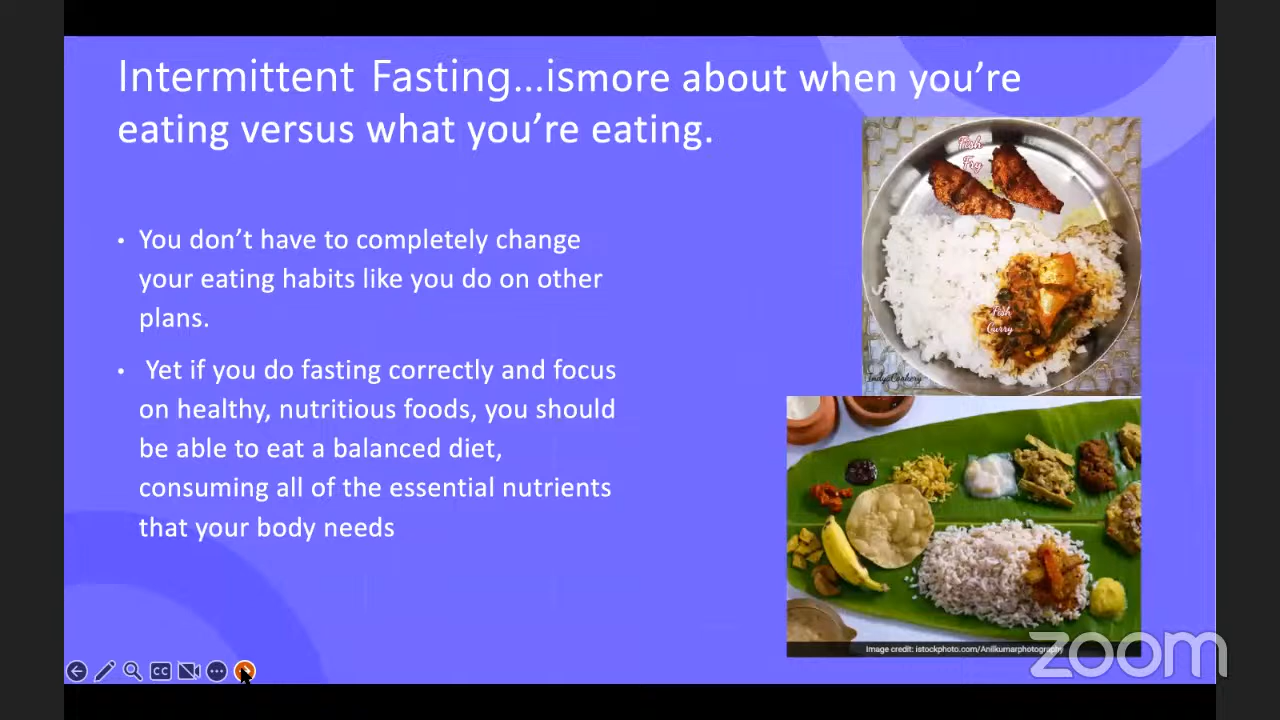 Intermittent Fasting...ismore about when you're
eating versus what you're eating.
Fish
Fry
• You don't have to completely change
your eating habits like you do on other
plans.
Fish
Curry
• Yet if you do fasting correctly and focus
on healthy, nutritious foods, you should
be able to eat a balanced diet,
consuming all of the essential nutrients
that your body needs
Indy Cookery
Image credit: istockphoto.com/Anilkumarphotography
CC
zoom